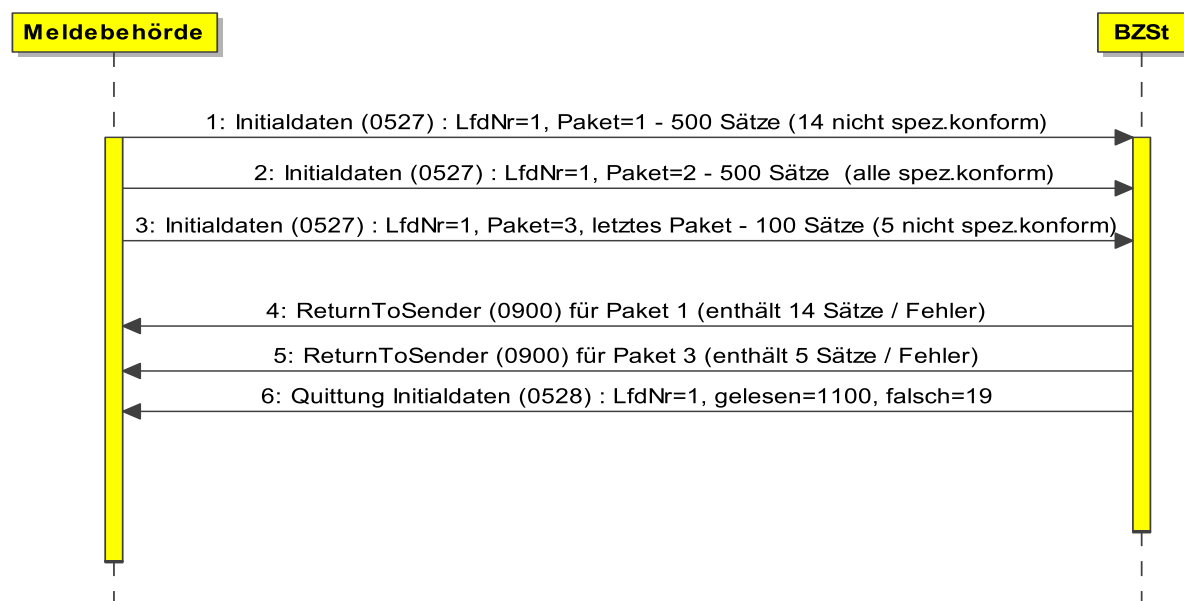 Meldebehörde
BZSt
1: Initialdaten (0527) : LfdNr=1, Paket=1 - 500 Sätze (14 nicht spez.konform)
2: Initialdaten (0527) : LfdNr=1, Paket=2 - 500 Sätze  (alle spez.konform)
3: Initialdaten (0527) : LfdNr=1, Paket=3, letztes Paket - 100 Sätze (5 nicht spez.konform)
4: ReturnToSender (0900) für Paket 1 (enthält 14 Sätze / Fehler)
5: ReturnToSender (0900) für Paket 3 (enthält 5 Sätze / Fehler)
6: Quittung Initialdaten (0528) : LfdNr=1, gelesen=1100, falsch=19